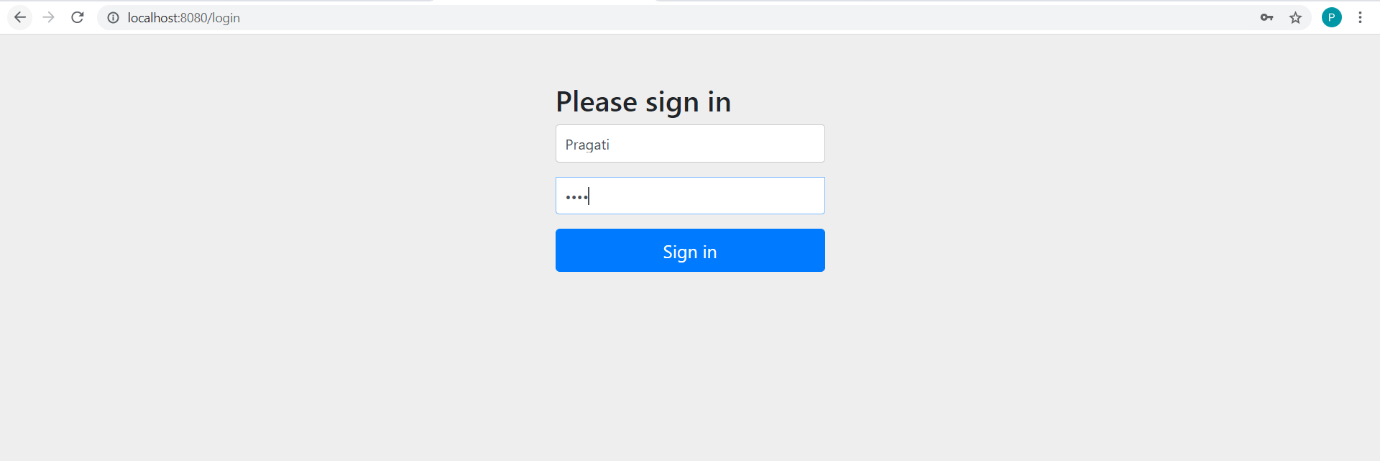 localhost:8080/login
P
Please sign in
Pragati
••••
Sign in